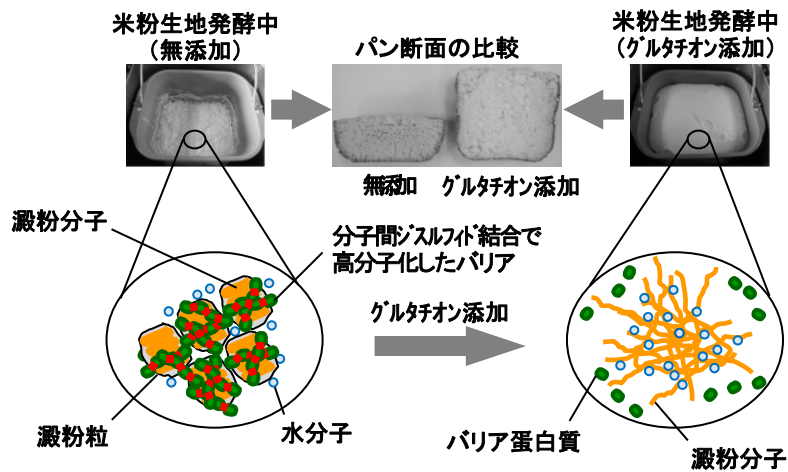 米粉生地発酵中
(無添加)
パン断面の比較
米粉生地発酵中
(ｸﾞﾙﾀﾁｵﾝ添加)
無添加
ｸﾞﾙﾀﾁｵﾝ添加
澱粉分子
分子間ｼﾞｽﾙﾌｨﾄﾞ結合で
高分子化したバリア
ｸﾞﾙﾀﾁｵﾝ添加
澱粉粒
水分子
バリア蛋白質
澱粉分子